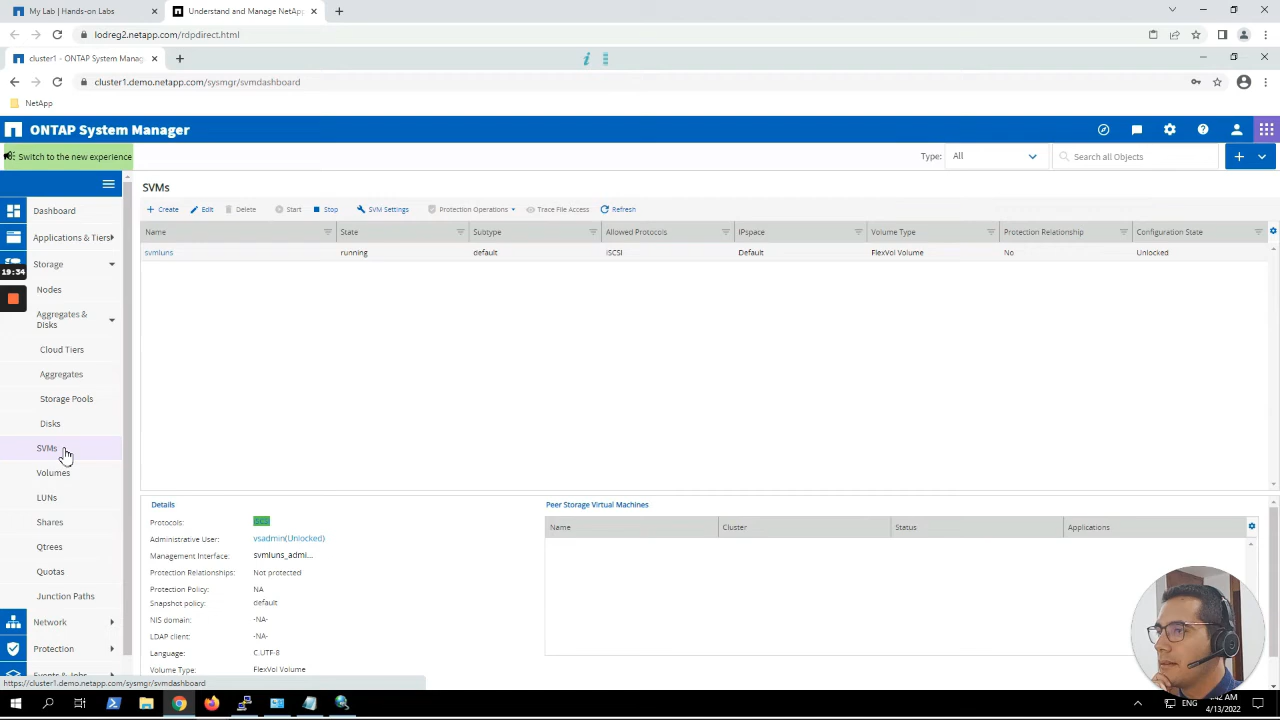 My Lab | Hands-on Labs
Understand and Manage NetApp
lodreg2.netapp.com/rdpdirect.html
cluster1 - ONTAP System Manag
cluster1.demo.netapp.com/sysmgr/svmdashboard
NetApp
ONTAP System Manager
Switch to the new experience
Type: All
Search all Objects
Dashboard
Applications & Tiers
Storage
19:34
Nodes
Aggregates &
Disks
Cloud Tiers
Aggregates
Storage Pools
Disks
SVMs
Volumes
LUNs
Shares
Qtrees
Quotas
Junction Paths
Network
Protection
Events & Jobs
SVMs
Create Edit Delete Start Stop SVM Settings Protection Operations Trace File Access Refresh
Name State Subtype Allowed Protocols IPspace Volume Type Protection Relationship Configuration State
svmluns running default iSCSI Default FlexVol Volume No Unlocked
Details
Protocols: iSCSI
Administrative User: vsadmin(Unlocked)
Management Interface: svmluns_admi...
Protection Relationships: Not protected
Protection Policy: NA
Snapshot policy: default
NIS domain: -NA-
LDAP client: -NA-
Language: C.UTF-8
Volume Type: FlexVol Volume
Peer Storage Virtual Machines
Name Cluster Status Applications
https://cluster1.demo.netapp.com/sysmgr/svmdashboard
ENG
:42 AM
4/13/2022